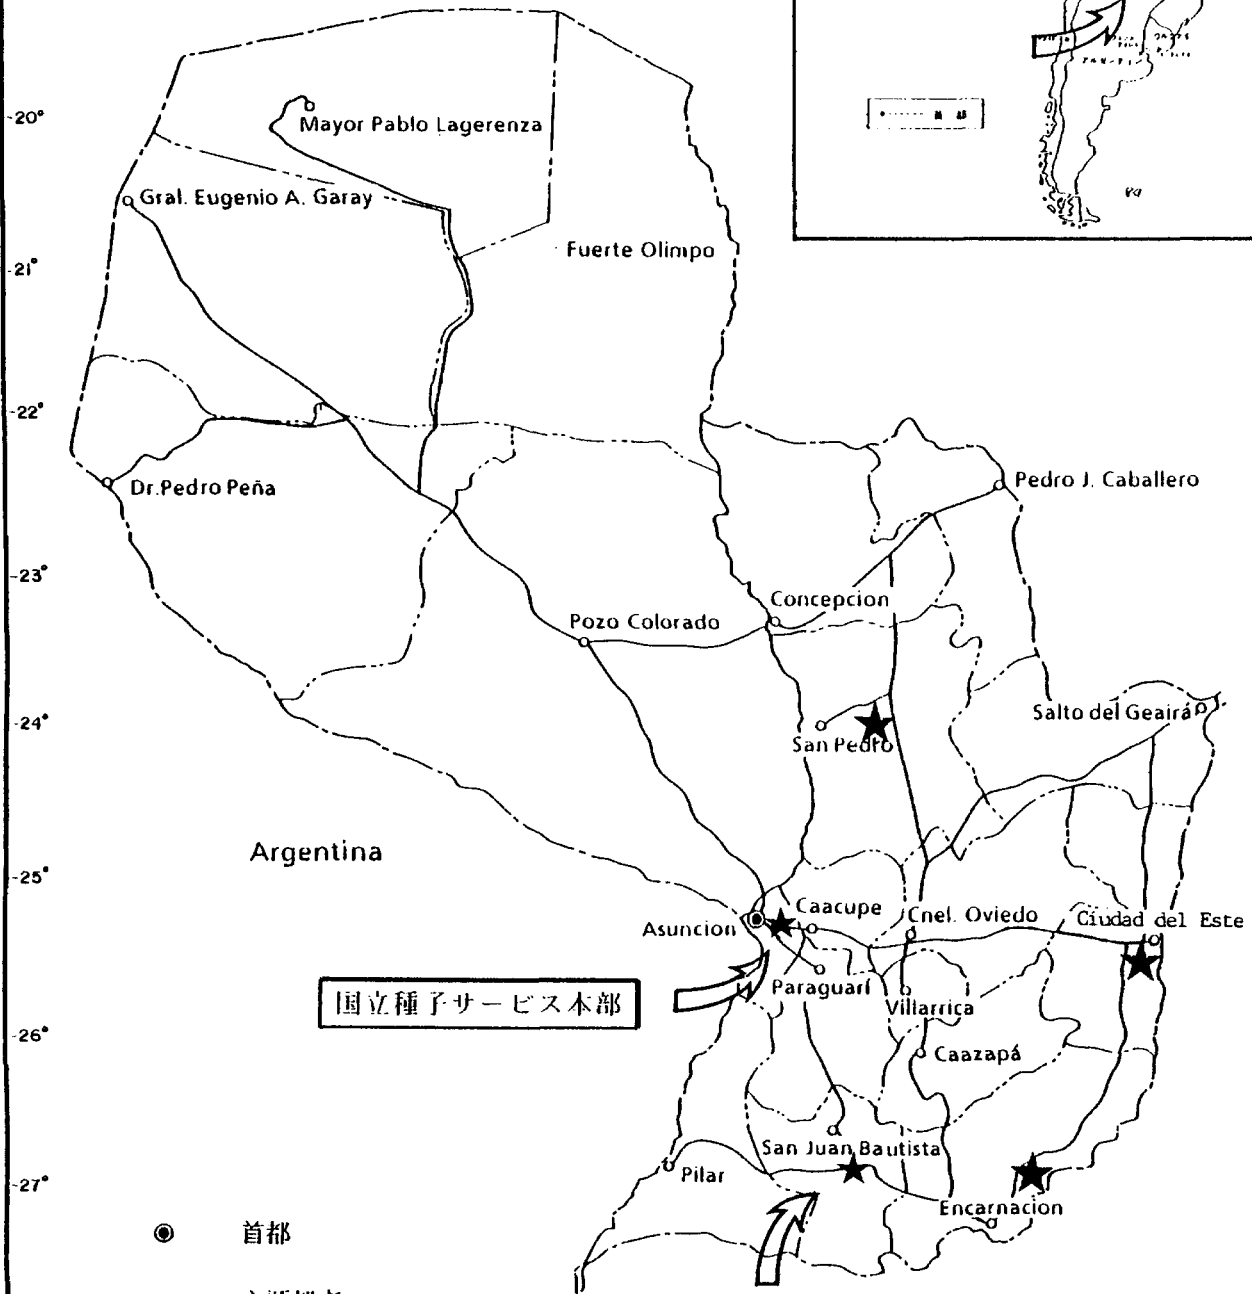 -20°
Mayor Pablo Lagerenza
Gral. Eugenio A. Garay
-21°
Fuerte Olimpo
-22°
Dr. Pedro Peña
Pedro J. Caballero
-23°
Concepcion
Pozo Colorado
-24°
Salto del Geairá
San Pedro
Argentina
-25°
Asuncion
Caacupe
Cnel. Oviedo
Ciudad del Este
国立種子サービス本部
Paraguarí
Villarrica
-26°
Caazapá
San Juan Bautista
Pilar
-27°
Encarnacion
首都